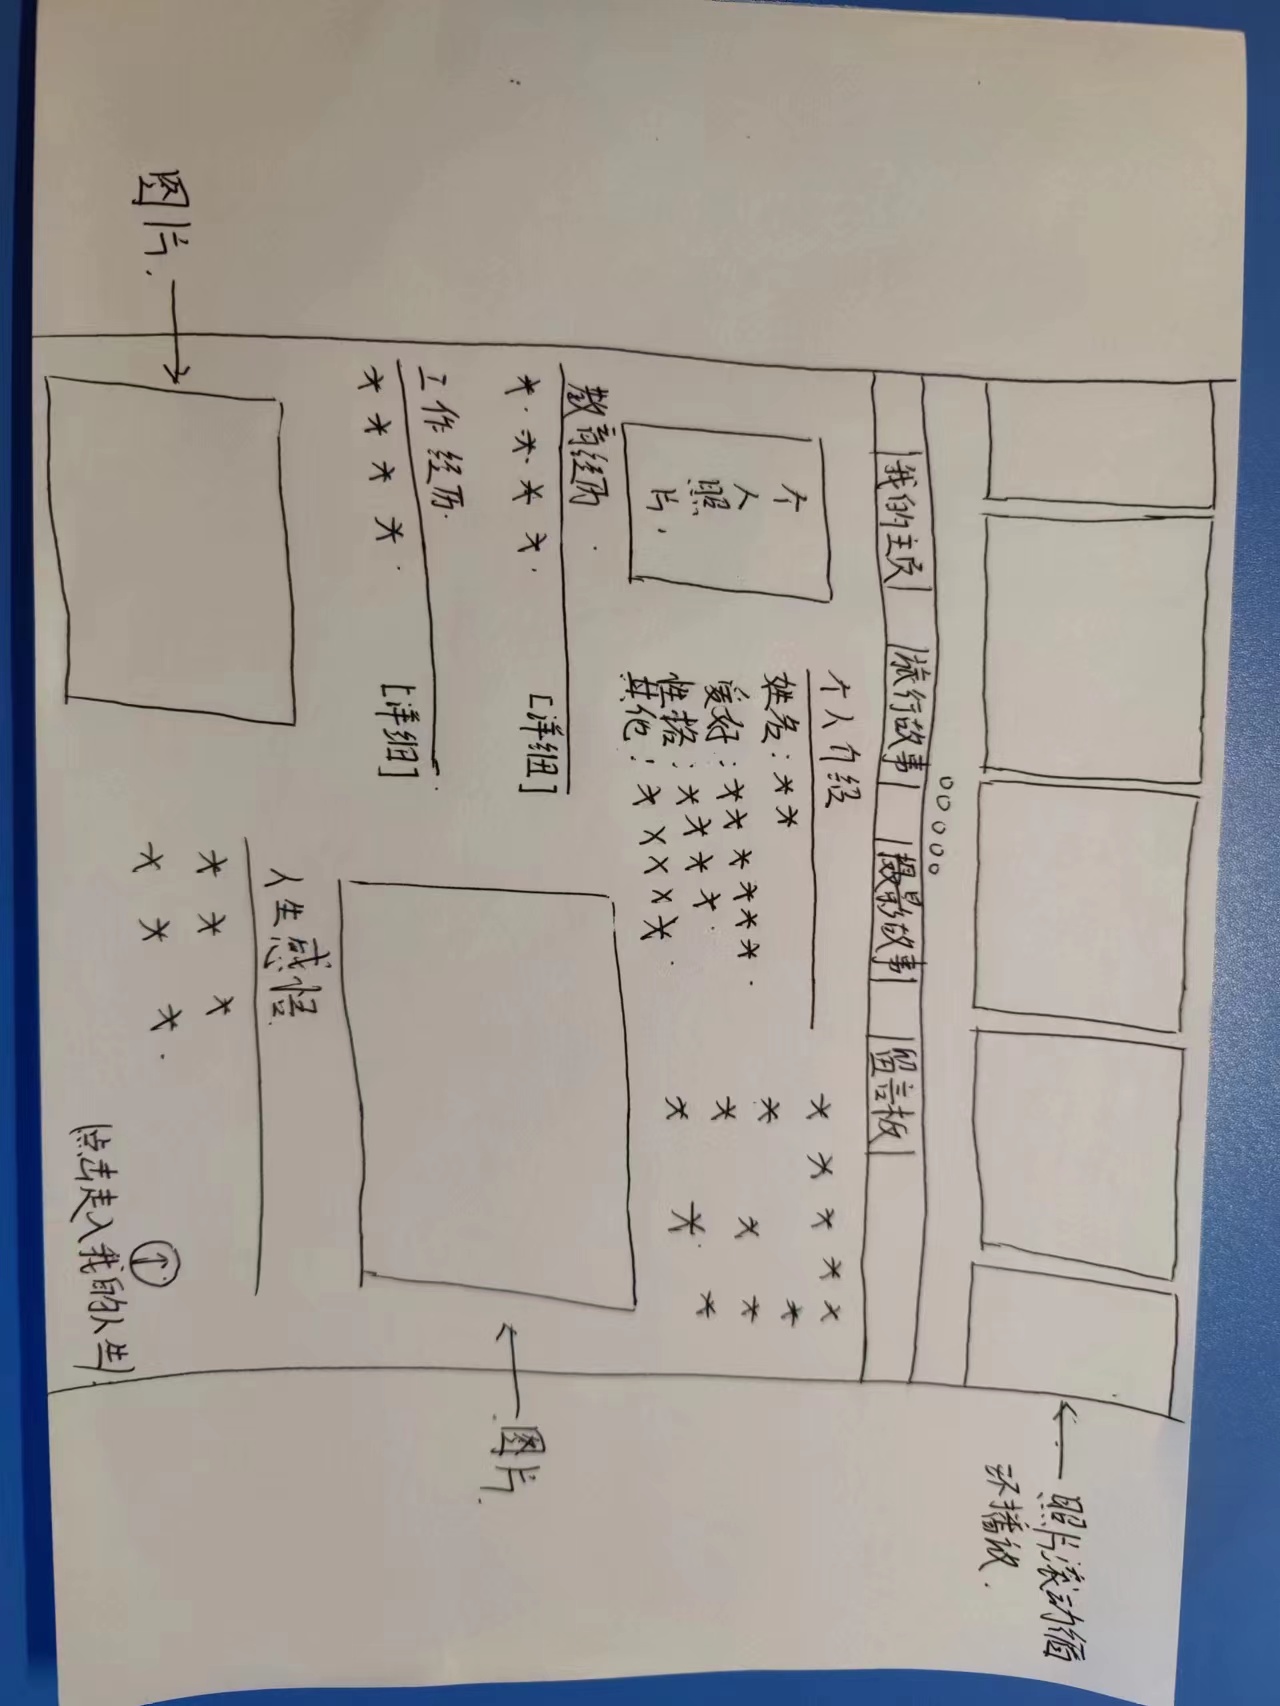 照片滚动循
环播放.
我的主页
旅行故事
摄影故事
留言板
个人照片.
个人介绍
姓名:**
爱好:******.
性格:****.
其他:*×××*.
教育经历.
[详细]
*.*.**.
工作经历.
[详细]
****.
图片.
图片.
人生感悟.
***
***.
点击走入我的人生